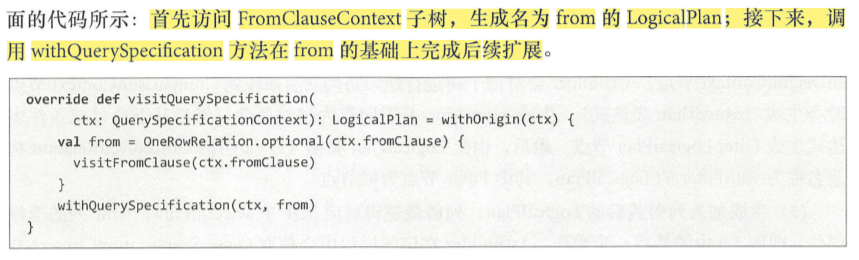 面的代码所示：首先访问 FromClauseContext 子树，生成名为 from 的 LogicalPlan；接下来，调
用 withQuerySpecification 方法在 from 的基础上完成后续扩展。
override def visitQuerySpecification(
ctx: QuerySpecificationContext): LogicalPlan = withOrigin(ctx) {
val from = OneRowRelation.optional(ctx.fromClause) {
visitFromClause(ctx.fromClause)
}
withQuerySpecification(ctx, from)
}